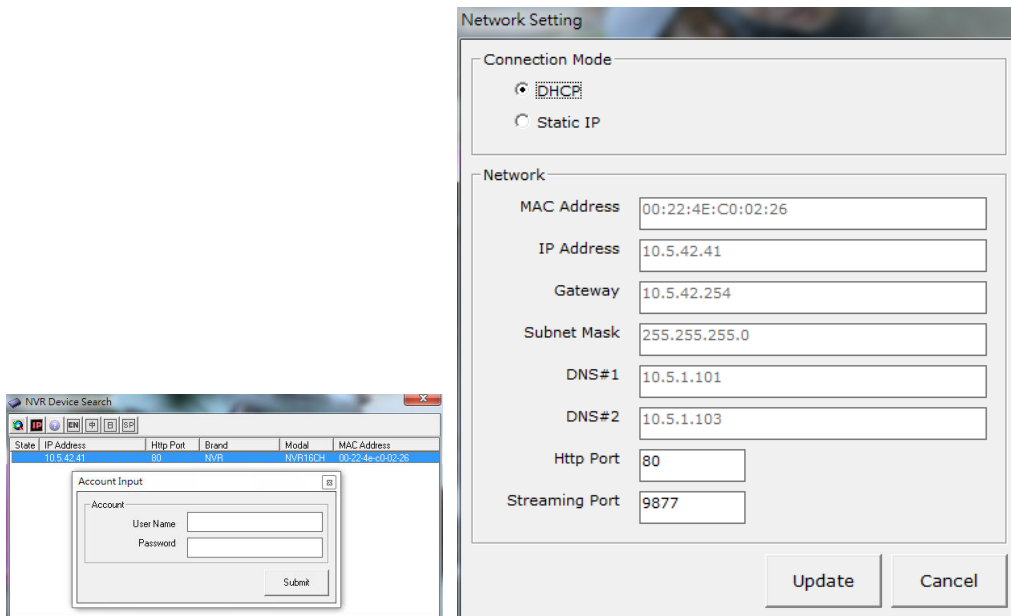 NVR Device Search
IP EN 中 日 SP
State IP Address Http Port Brand Modal MAC Address
10.5.42.41 80 NVR NVR16CH 00-22-4e-c0-02-26
Account Input
Account
User Name
Password
Submit
Network Setting
Connection Mode
DHCP
Static IP
Network
MAC Address 00:22:4E:C0:02:26
IP Address 10.5.42.41
Gateway 10.5.42.254
Subnet Mask 255.255.255.0
DNS#1 10.5.1.101
DNS#2 10.5.1.103
Http Port 80
Streaming Port 9877
Update Cancel